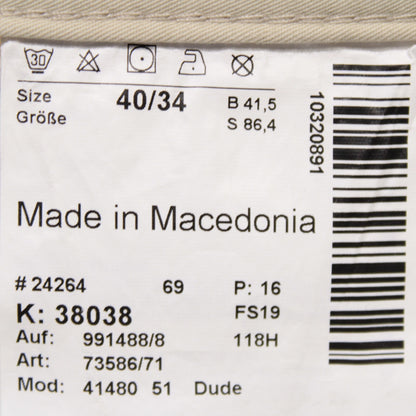 30
Size 40/34 B 41,5
Größe S 86,4
10320891
Made in Macedonia
# 24264 69 P: 16
K: 38038 FS19
Auf: 991488/8 118H
Art: 73586/71
Mod: 41480 51 Dude